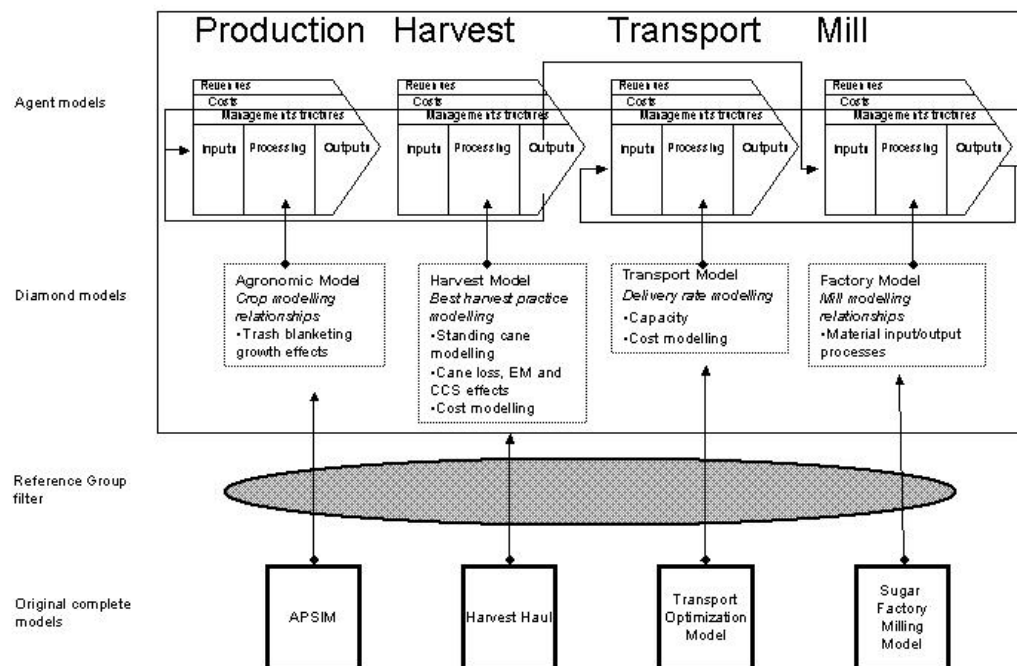 Production Harvest Transport Mill
Agent models
Revenues Revenues Revenues Revenues
Costs Costs Costs Costs
Management structures Management structures Management structures Management structures
Inputs Processing Outputs Inputs Processing Outputs Inputs Processing Outputs Inputs Processing Outputs
Diamond models
Agronomic Model
Crop modelling
relationships
•Trash blanketing
growth effects
Harvest Model
Best harvest practice
modelling
•Standing cane
modelling
•Cane loss, EM and
CCS effects
•Cost modelling
Transport Model
Delivery rate modelling
•Capacity
•Cost modelling
Factory Model
Mill modelling
relationships
•Material input/output
processes
Reference Group
filter
Original complete
models
APSIM
Harvest Haul
Transport
Optimization
Model
Sugar
Factory
Milling
Model